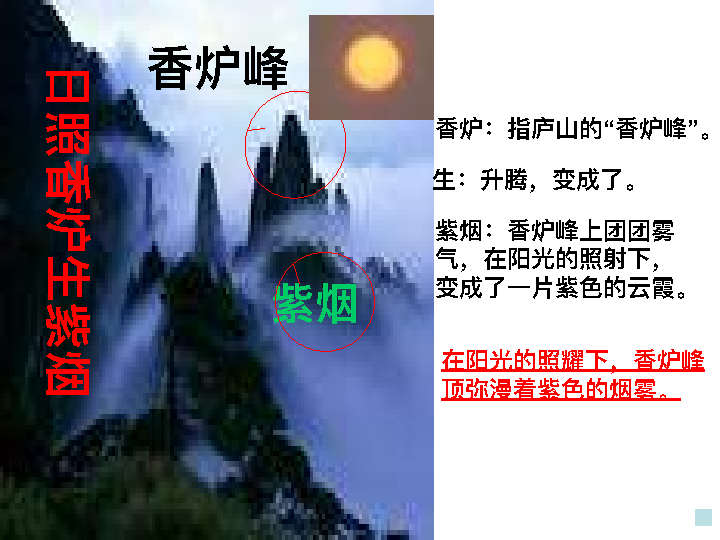 香炉峰
日照香炉生紫烟
紫烟
香炉：指庐山的“香炉峰”。
生：升腾，变成了。
紫烟：香炉峰上团团雾
气，在阳光的照射下，
变成了一片紫色的云霞。
在阳光的照耀下，香炉峰
顶弥漫着紫色的烟雾。